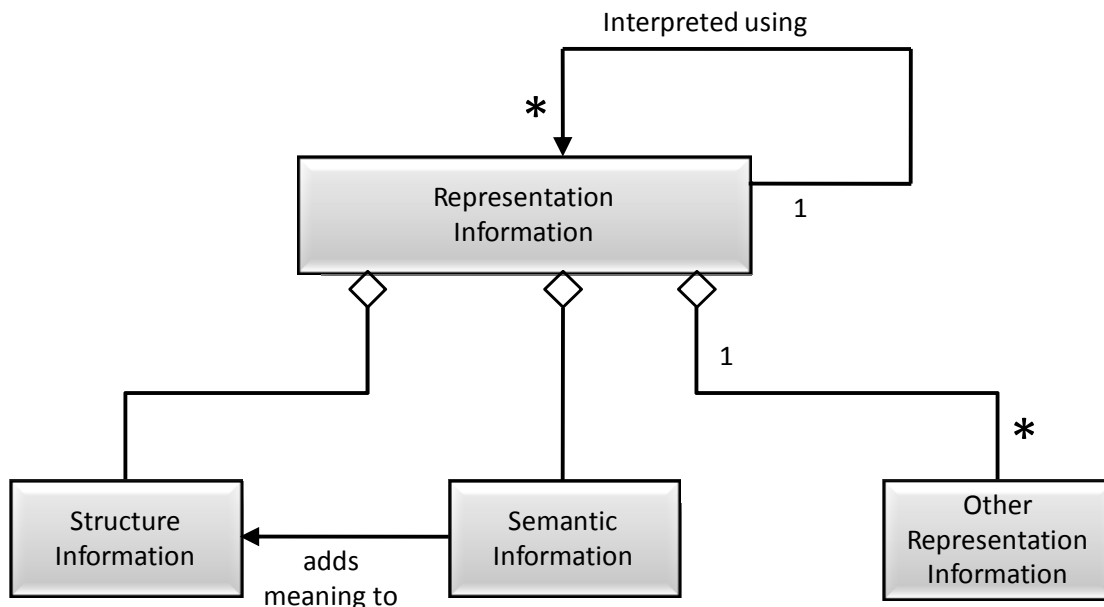 Interpreted using
*
Representation
Information
1
1
*
Structure
Information
adds
meaning to
Semantic
Information
Other
Representation
Information